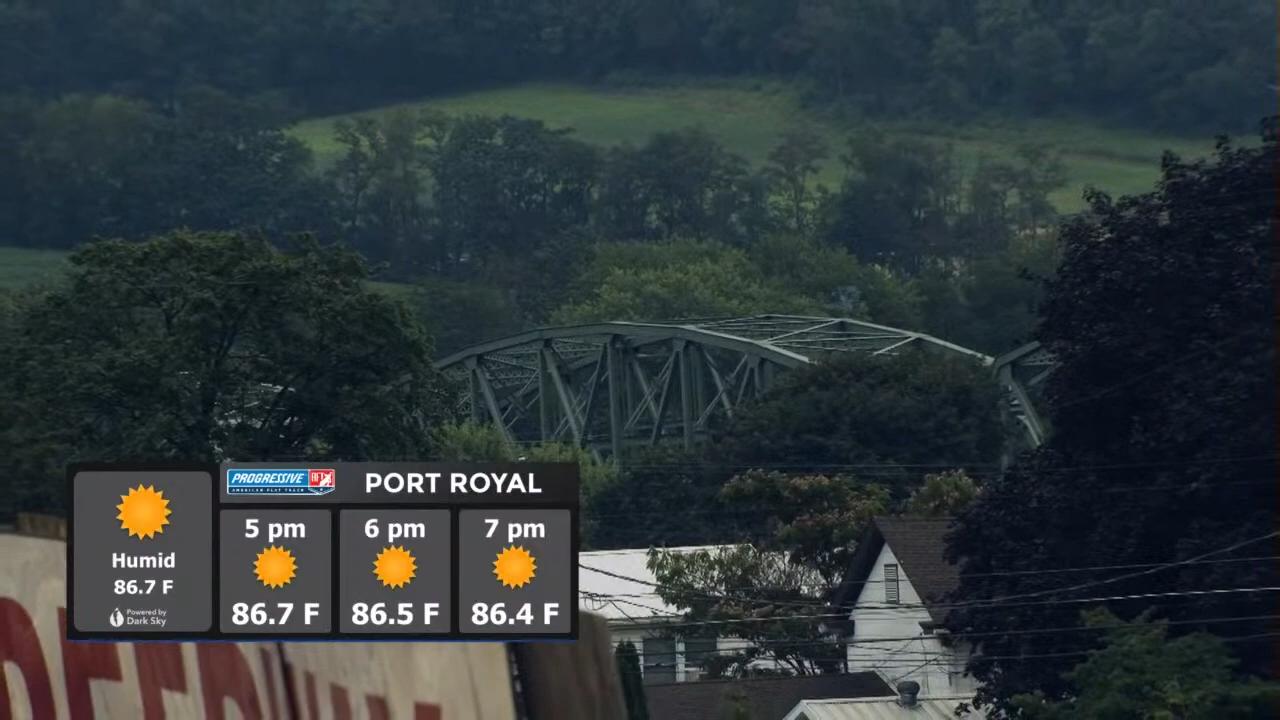 PROGRESSIVE AFT
AMERICAN FLAT TRACK
PORT ROYAL
Humid
86.7 F
Powered by
Dark Sky
5 pm
6 pm
7 pm
86.7 F
86.5 F
86.4 F